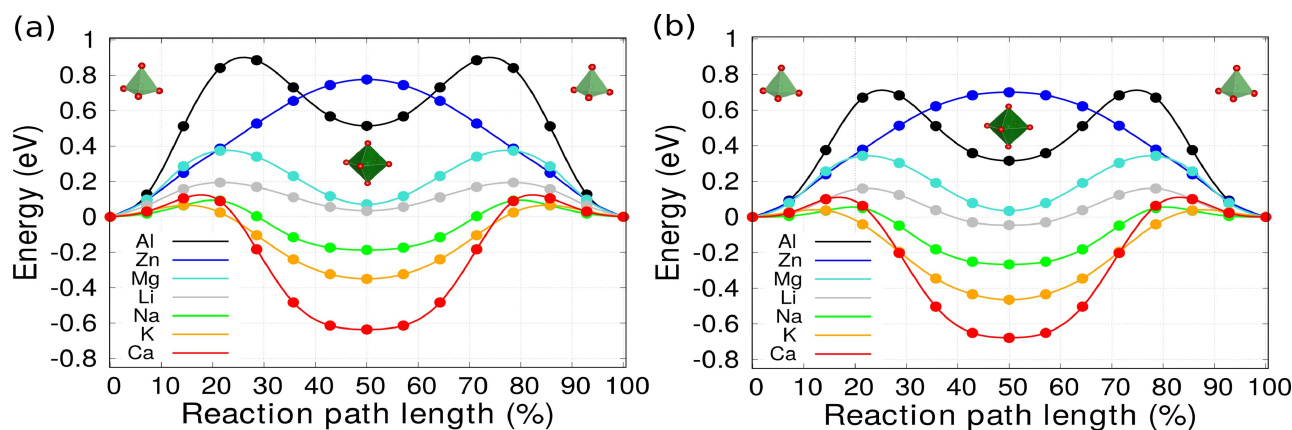 (a)
Energy (eV)
1
0.8
0.6
0.4
0.2
0
-0.2
-0.4
-0.6
-0.8
Al
Zn
Mg
Li
Na
K
Ca
0 10 20 30 40 50 60 70 80 90 100
Reaction path length (%)
(b)
Energy (eV)
1
0.8
0.6
0.4
0.2
0
-0.2
-0.4
-0.6
-0.8
Al
Zn
Mg
Li
Na
K
Ca
0 10 20 30 40 50 60 70 80 90 100
Reaction path length (%)